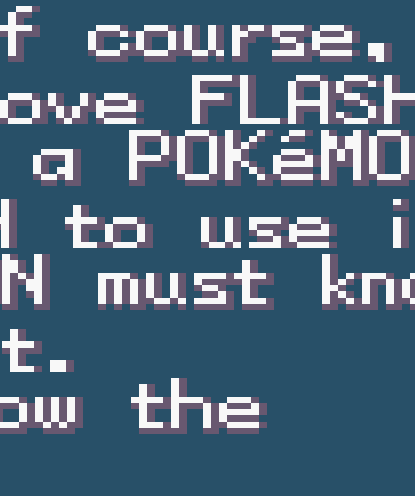 f course,
ove FLASH
a POKéMO
d to use i
N must kno
t.
ow the